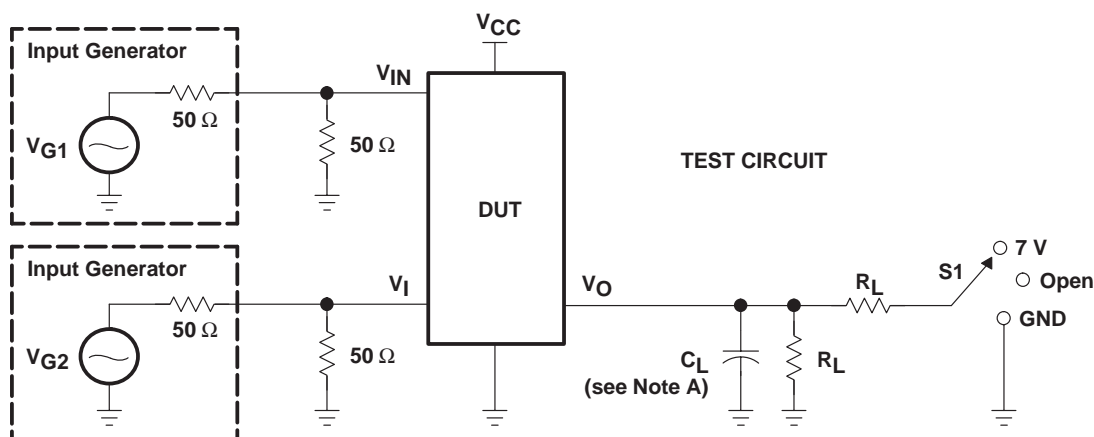 Input Generator
VG1
50 Ω
50 Ω
VIN
VCC
DUT
TEST CIRCUIT
Input Generator
VG2
50 Ω
50 Ω
VI
VO
CL
(see Note A)
RL
RL
S1
7 V
Open
GND